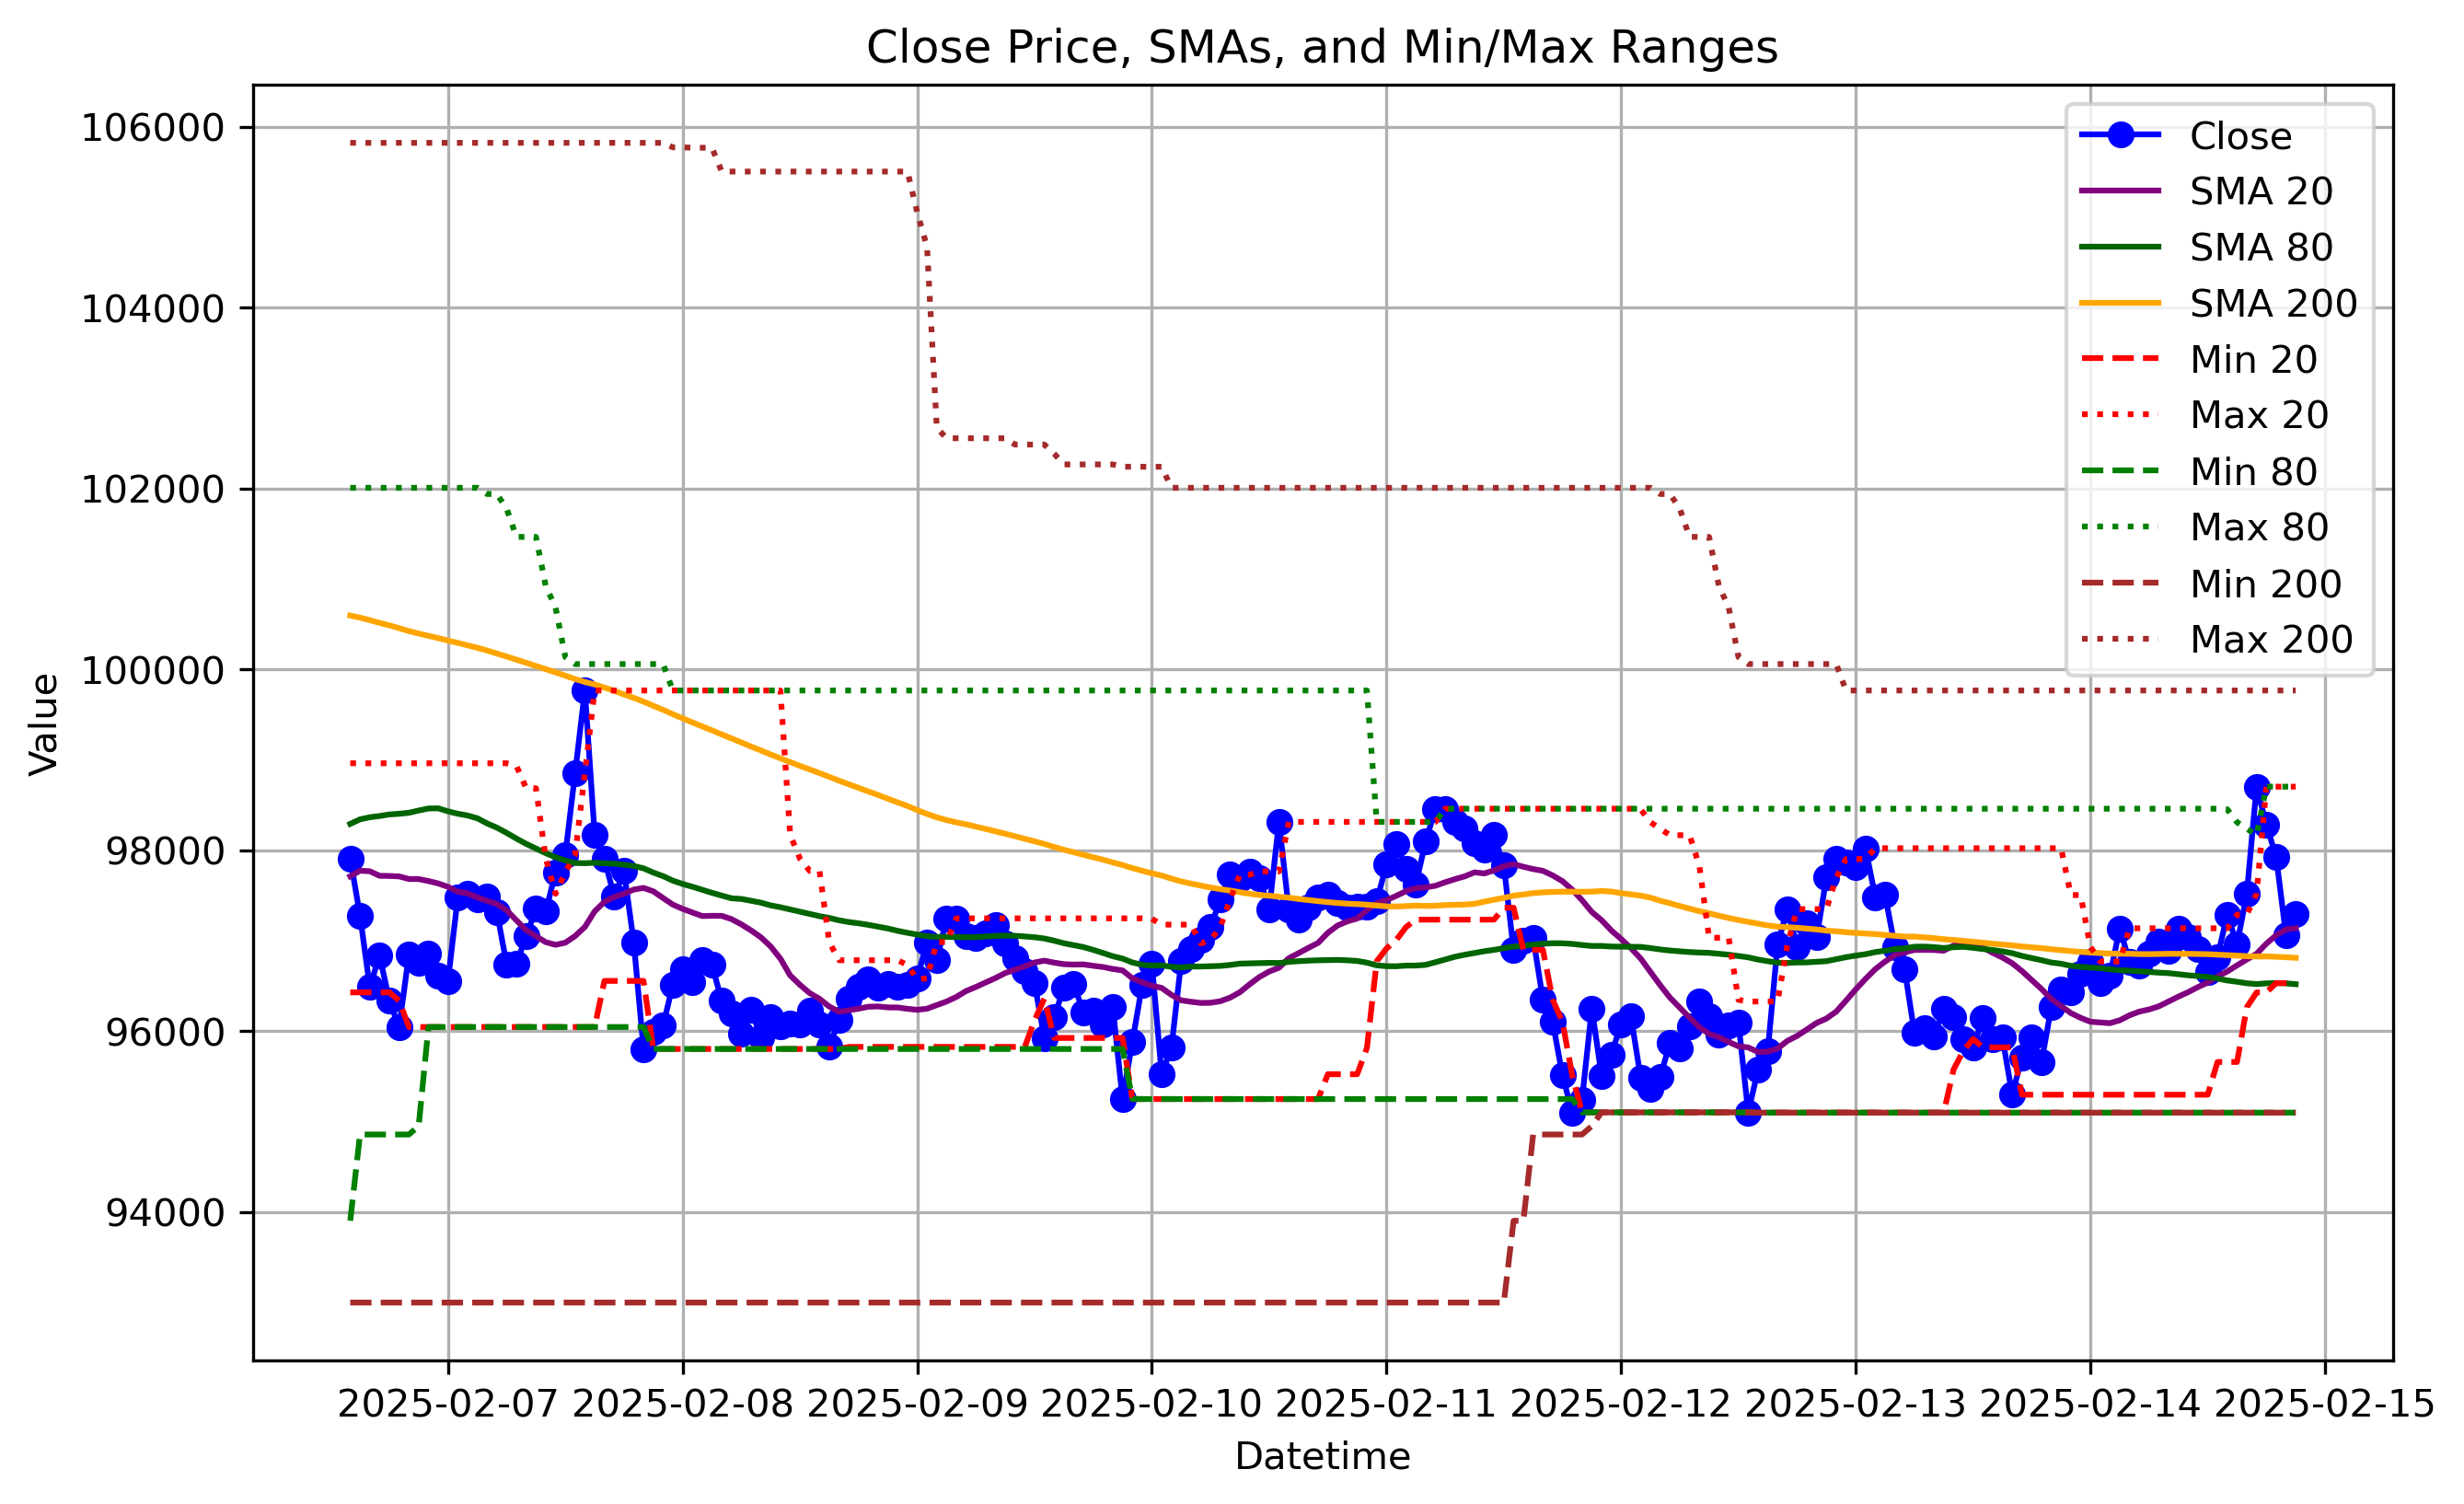 Close Price, SMAs, and Min/Max Ranges
106000
104000
102000
100000
98000
96000
94000
Value
Close
SMA 20
SMA 80
SMA 200
Min 20
Max 20
Min 80
Max 80
Min 200
Max 200
2025-02-07 2025-02-08 2025-02-09 2025-02-10 2025-02-11 2025-02-12 2025-02-13 2025-02-14 2025-02-15
Datetime